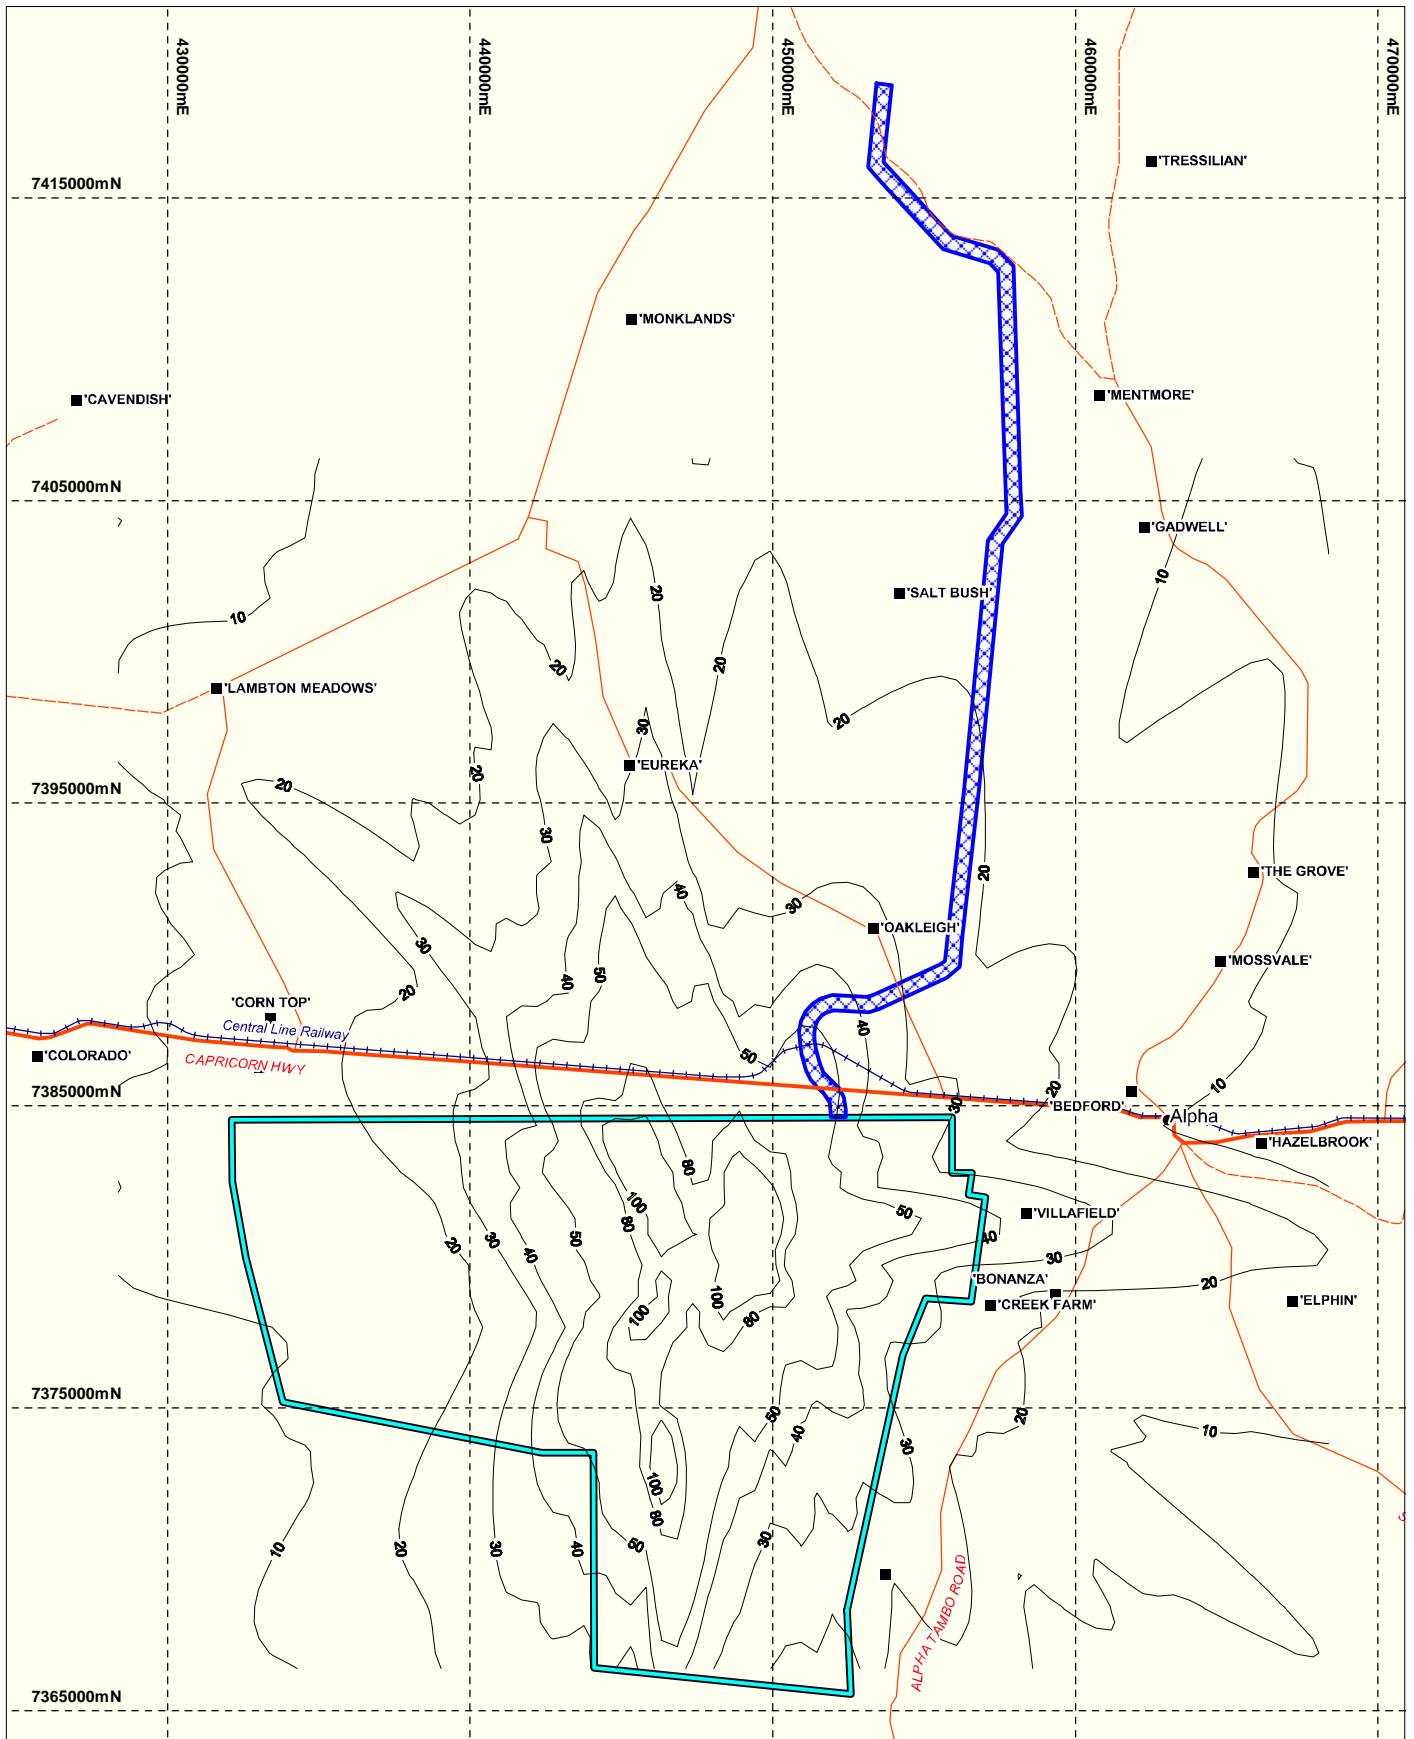 430000mE
440000mE
450000mE
460000mE
470000mE
'TRESSILIAN'
7415000mN
'MONKLANDS'
'CAVENDISH'
'MENTMORE'
7405000mN
'GADWELL'
10
20
'SALT BUSH'
10
20
20
'LAMBTON MEADOWS'
20
30
'EUREKA'
20
20
7395000mN
30
20
'THE GROVE'
40
30
'OAKLEIGH'
30
'MOSSVALE'
50
40
20
'CORN TOP'
Central Line Railway
40
50
'COLORADO'
CAPRICORN HWY
20
10
7385000mN
30
'BEDFORD'
Alpha
'HAZELBROOK'
80
100
80
50
'VILLAFIELD'
20
30
40
50
40
30
'BONANZA'
20
100
100
80
'CREEK FARM'
'ELPHIN'
7375000mN
50
20
40
30
10
100
80
30
10
20
30
40
50
ALPHA TAMBO ROAD
7365000mN